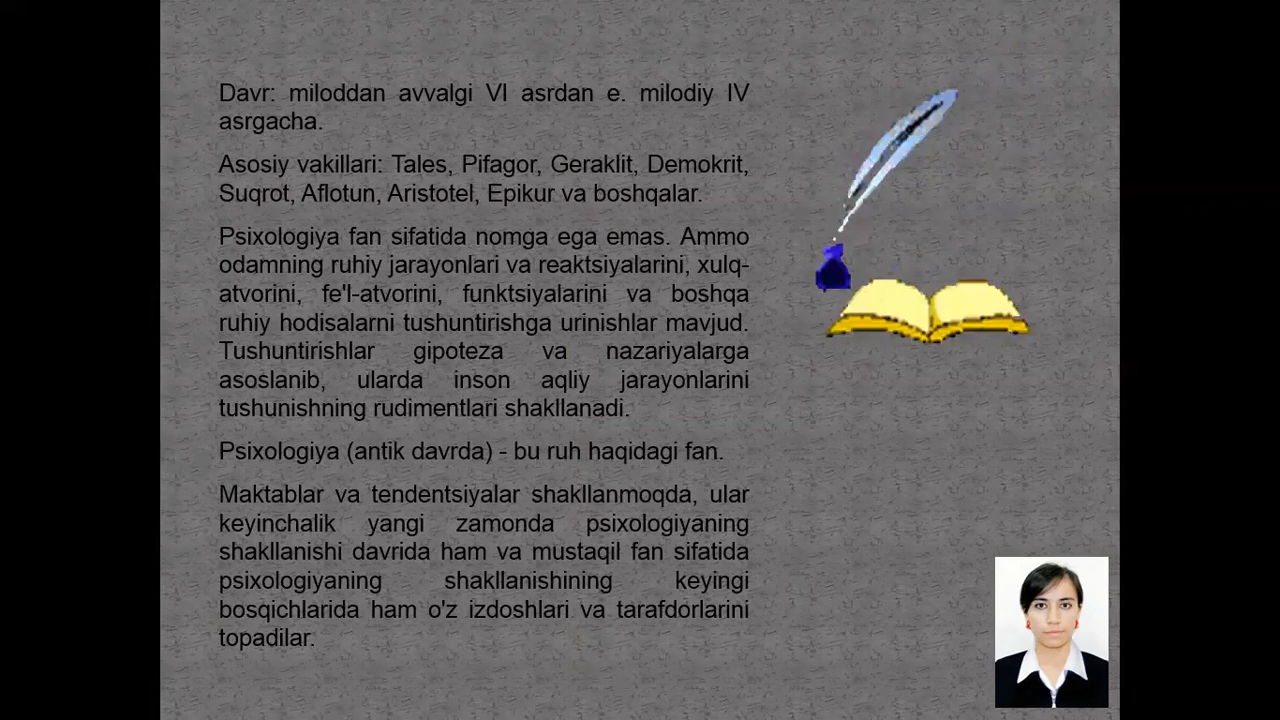 Davr: miloddan avvalgi VI asrdan e. milodiy IV
asrgacha.
Asosiy vakillari: Tales, Pifagor, Geraklit, Demokrit,
Suqrot, Aflotun, Aristotel, Epikur va boshqalar.
Psixologiya fan sifatida nomga ega emas. Ammo
odamning ruhiy jarayonlari va reaktsiyalarini, xulq-
atvorini, fe'l-atvorini, funktsiyalarini va boshqa
ruhiy hodisalarni tushuntirishga urinishlar mavjud.
Tushuntirishlar gipoteza va nazariyalarga
asoslanib, ularda inson aqliy jarayonlarini
tushunishning rudimentlari shakllanadi.
Psixologiya (antik davrda) - bu ruh haqidagi fan.
Maktablar va tendentsiyalar shakllanmoqda, ular
keyinchalik yangi zamonda psixologiyaning
shakllanishi davrida ham va mustaqil fan sifatida
psixologiyaning shakllanishining keyingi
bosqichlarida ham o'z izdoshlari va tarafdorlarini
topadilar.